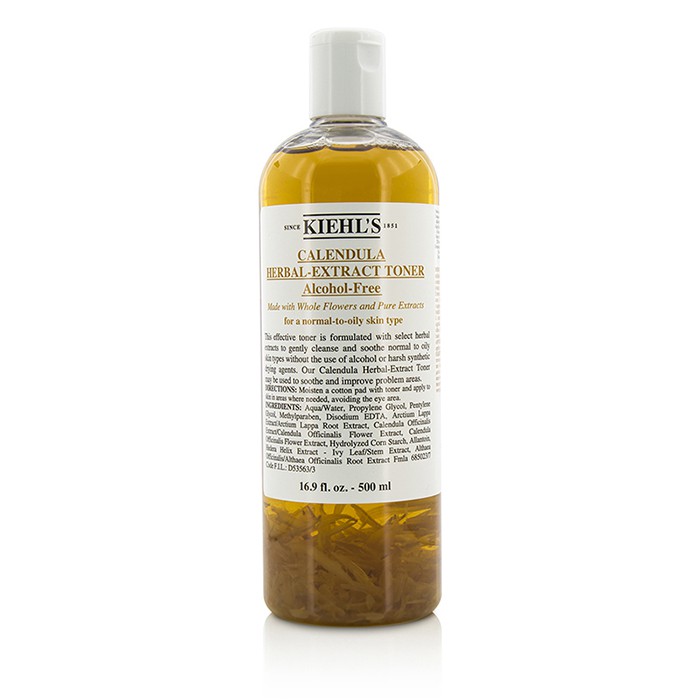 SINCE KIEHL'S 1851
CALENDULA
HERBAL-EXTRACT TONER
Alcohol-Free
Made with Whole Flowers and Pure Extracts
for a normal-to-oily skin type
This effective toner is formulated with select herbal
extracts to gently cleanse and soothe normal to oily
skin types without the use of alcohol or harsh synthetic
drying agents. Our Calendula Herbal-Extract Toner
may be used to soothe and improve problem areas.
DIRECTIONS: Moisten a cotton pad with toner and apply to
skin in areas where needed, avoiding the eye area.
INGREDIENTS: Aqua/Water, Propylene Glycol, Pentylene
Glycol, Methylparaben, Disodium EDTA, Arctium Lappa
Extract/Arctium Lappa Root Extract, Calendula Officinalis
Extract/Calendula Officinalis Flower Extract, Calendula
Officinalis Flower Extract, Hydrolyzed Corn Starch, Allantoin,
Hedera Helix Extract - Ivy Leaf/Stem Extract, Althaea
Officinalis/Althaea Officinalis Root Extract Fmla 685023/7
Code F.I.L.: D53563/3
16.9 fl. oz. - 500 ml